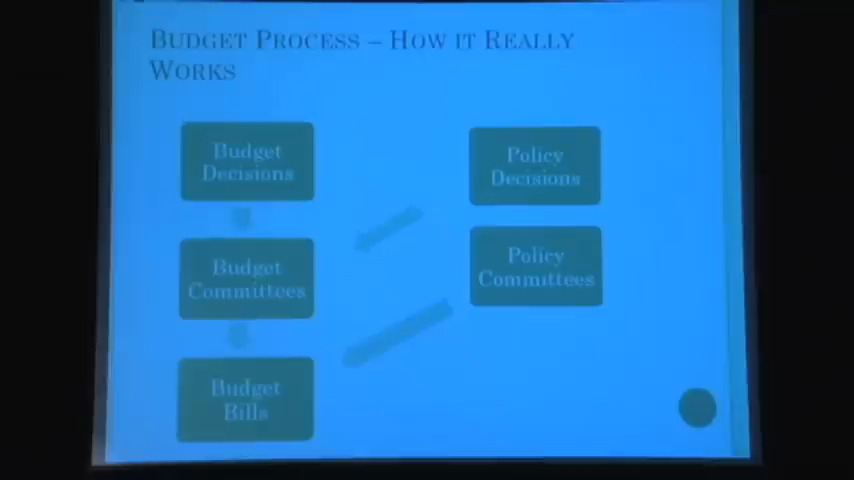 BUDGET PROCESS – HOW IT REALLY
WORKS
Budget
Decisions
Policy
Decisions
Budget
Committees
Policy
Committees
Budget
Bills